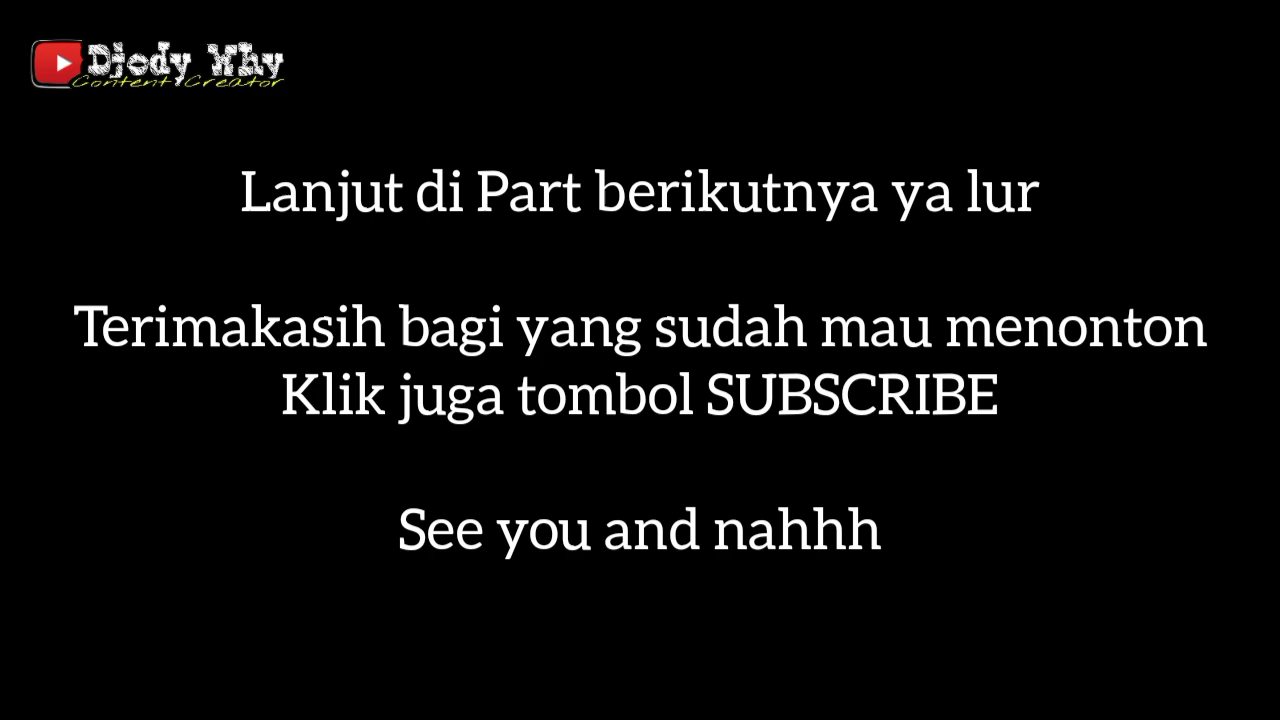 Djody Why
Content Creator
Lanjut di Part berikutnya ya lur
Terimakasih bagi yang sudah mau menonton
Klik juga tombol SUBSCRIBE
See you and nahhh